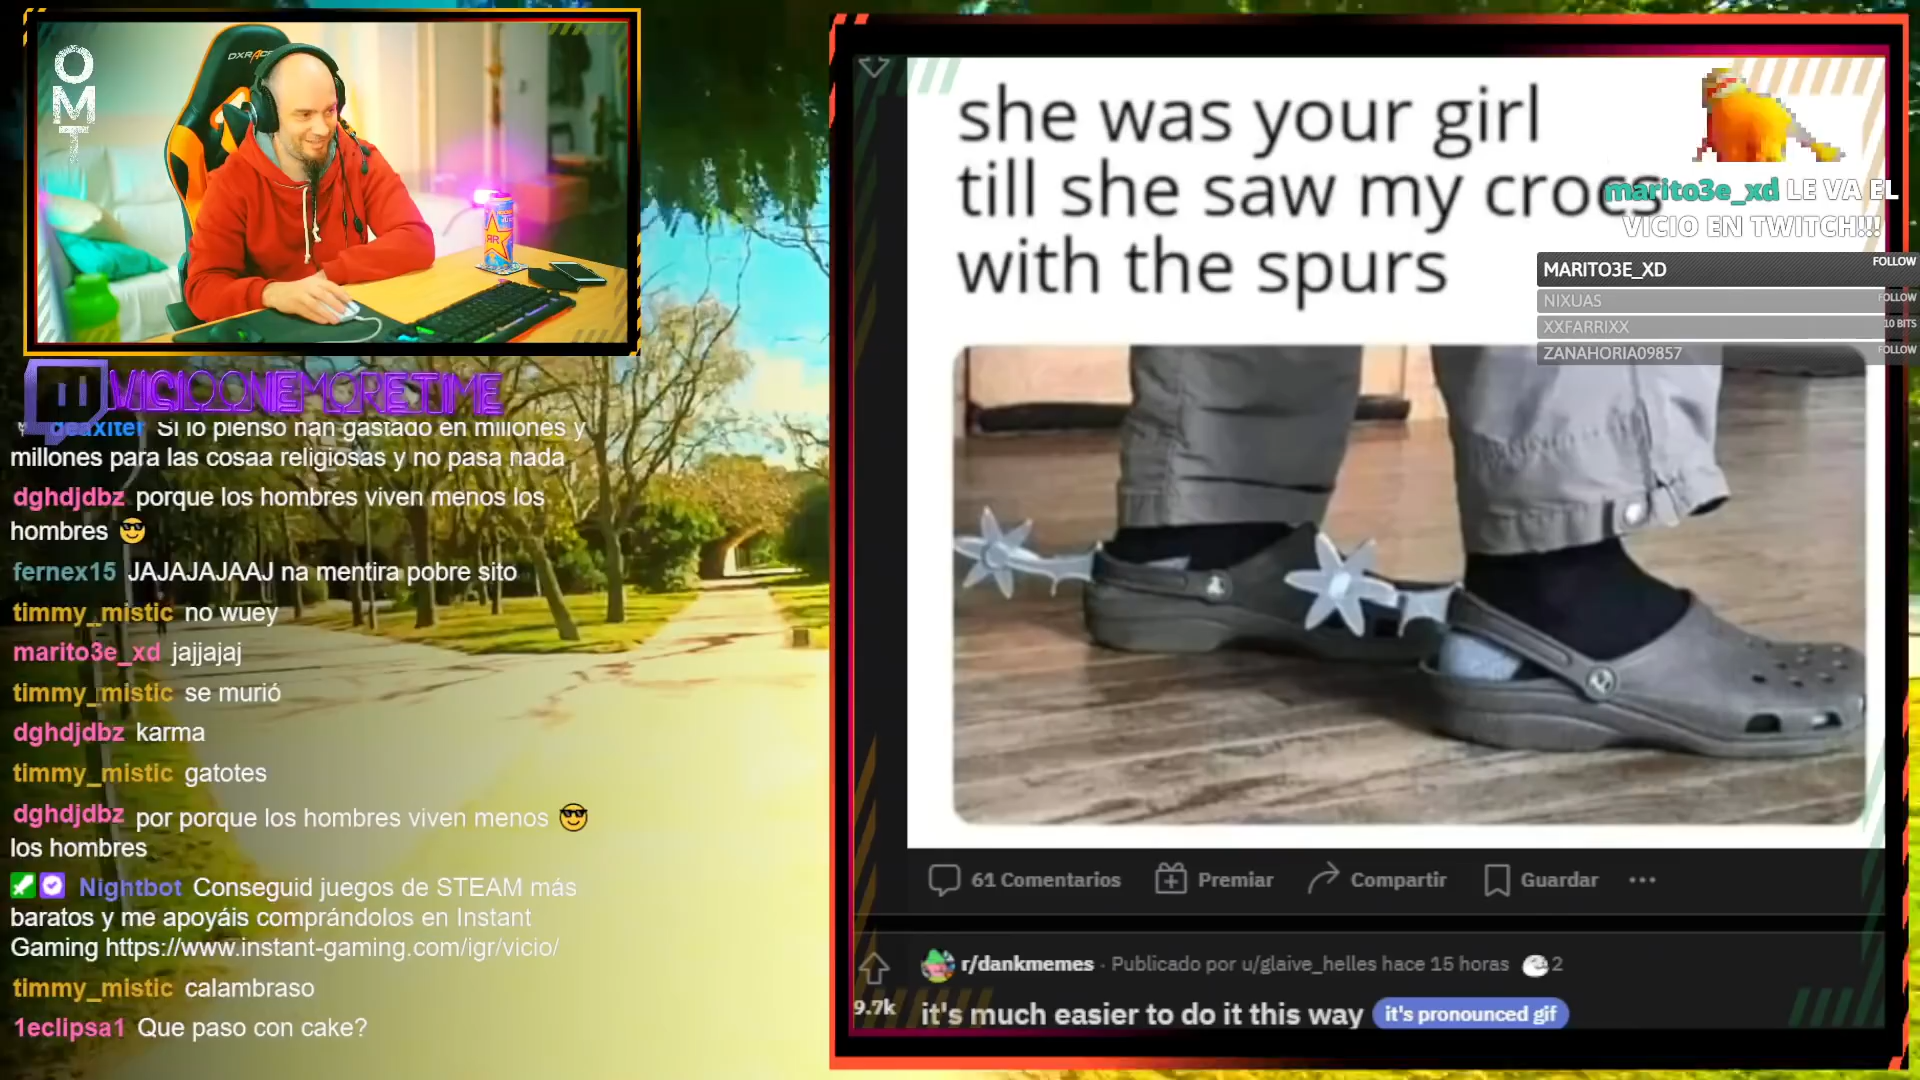 OMT
DXRACER
VICIOONEMORETIME
deaxiter Si lo pienso han gastado en millones y
millones para las cosaa religiosas y no pasa nada
dghdjdbz porque los hombres viven menos los
hombres 😎
fernex15 JAJAJAJAAJ na mentira pobre sito
timmy_mistic no wuey
marito3e_xd jajjajaj
timmy_mistic se murió
dghdjdbz karma
timmy_mistic gatotes
dghdjdbz por porque los hombres viven menos 😎
los hombres
Nightbot Conseguid juegos de STEAM más
baratos y me apoyáis comprándolos en Instant
Gaming https://www.instant-gaming.com/igr/vicio/
timmy_mistic calambraso
1eclipsa1 Que paso con cake?
she was your girl
till she saw my crocs
with the spurs
marito3e_xd LE VA EL
VICIO EN TWITCH!!!
MARITO3E_XD FOLLOW
NIXUAS FOLLOW
XXFARRIXX 10 BITS
ZANAHORIA09857 FOLLOW
61 Comentarios Premiar Compartir Guardar ...
r/dankmemes · Publicado por u/glaive_helles hace 15 horas 2
9.7k
it's much easier to do it this way it's pronounced gif